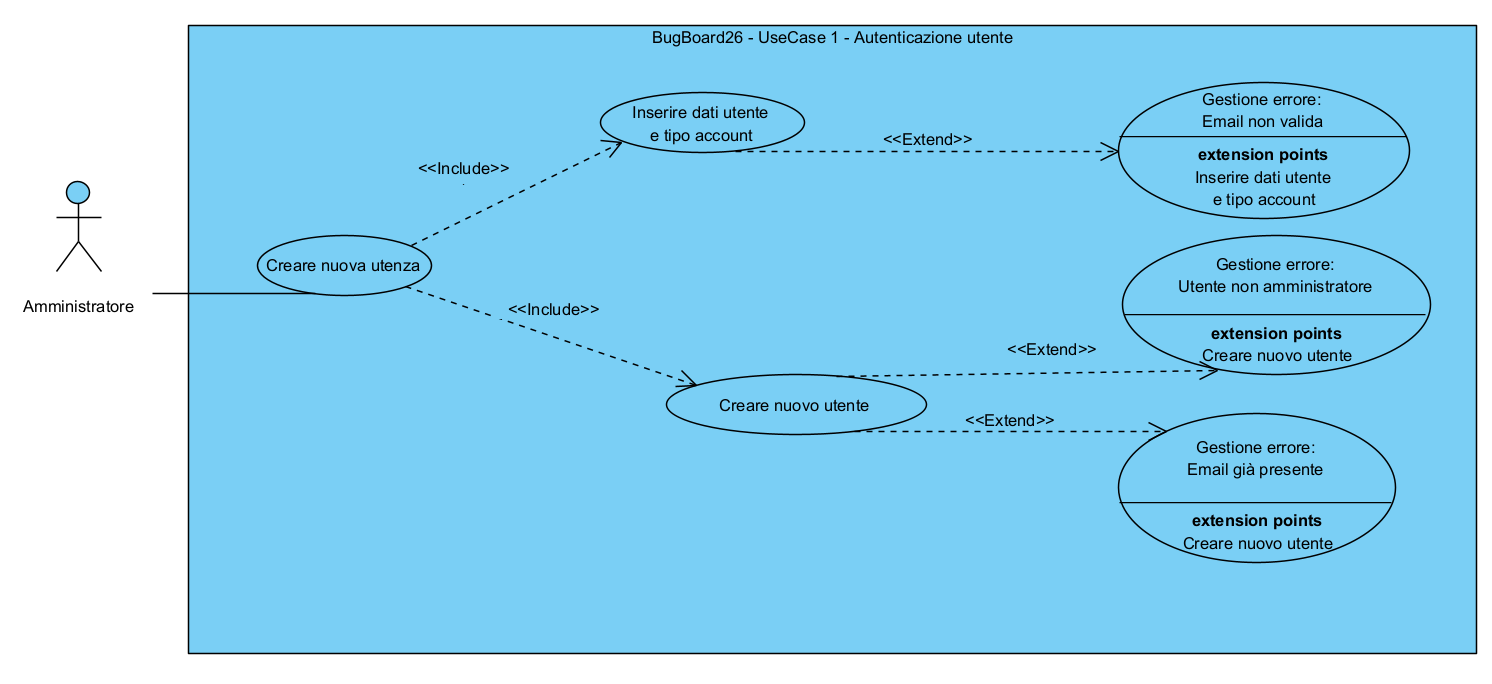 BugBoard26 - UseCase 1 - Autenticazione utente
Inserire dati utente
e tipo account
<<Extend>>
Gestione errore:
Email non valida
extension points
Inserire dati utente
e tipo account
<<Include>>
Amministratore
Creare nuova utenza
<<Include>>
Gestione errore:
Utente non amministratore
extension points
Creare nuovo utente
<<Extend>>
Creare nuovo utente
<<Extend>>
Gestione errore:
Email già presente
extension points
Creare nuovo utente